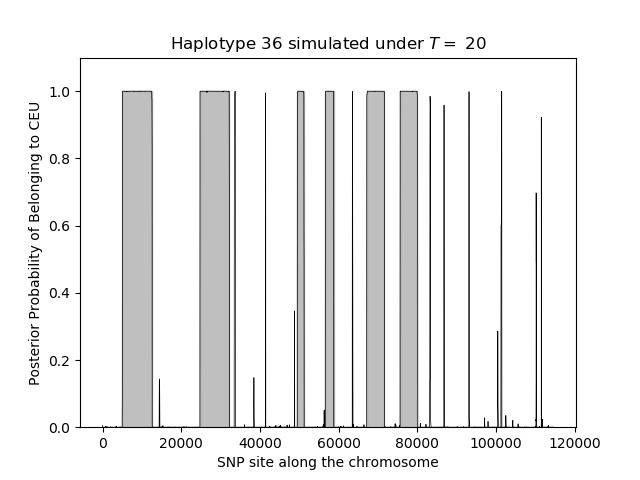 Haplotype 36 simulated under T = 20
Posterior Probability of Belonging to CEU
1.0
0.8
0.6
0.4
0.2
0.0
0 20000 40000 60000 80000 100000 120000
SNP site along the chromosome